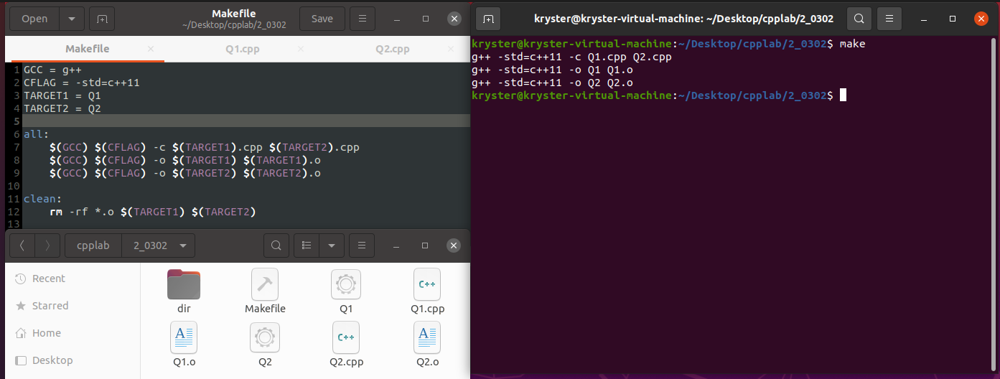 Open
Makefile
~/Desktop/cpplab/2_0302
Save
Makefile
Q1.cpp
Q2.cpp
1 GCC = g++
2 CFLAG = -std=c++11
3 TARGET1 = Q1
4 TARGET2 = Q2
5
6 all:
7 $(GCC) $(CFLAG) -c $(TARGET1).cpp $(TARGET2).cpp
8 $(GCC) $(CFLAG) -o $(TARGET1) $(TARGET1).o
9 $(GCC) $(CFLAG) -o $(TARGET2) $(TARGET2).o
10
11 clean:
12 rm -rf *.o $(TARGET1) $(TARGET2)
13
cpplab
2_0302
Recent
Starred
Home
Desktop
dir
Makefile
Q1
C++
Q1.cpp
A
Q1.o
Q2
C++
Q2.cpp
A
Q2.o
kryster@kryster-virtual-machine: ~/Desktop/cpplab/2_0302
kryster@kryster-virtual-machine:~/Desktop/cpplab/2_0302$ make
g++ -std=c++11 -c Q1.cpp Q2.cpp
g++ -std=c++11 -o Q1 Q1.o
g++ -std=c++11 -o Q2 Q2.o
kryster@kryster-virtual-machine:~/Desktop/cpplab/2_0302$